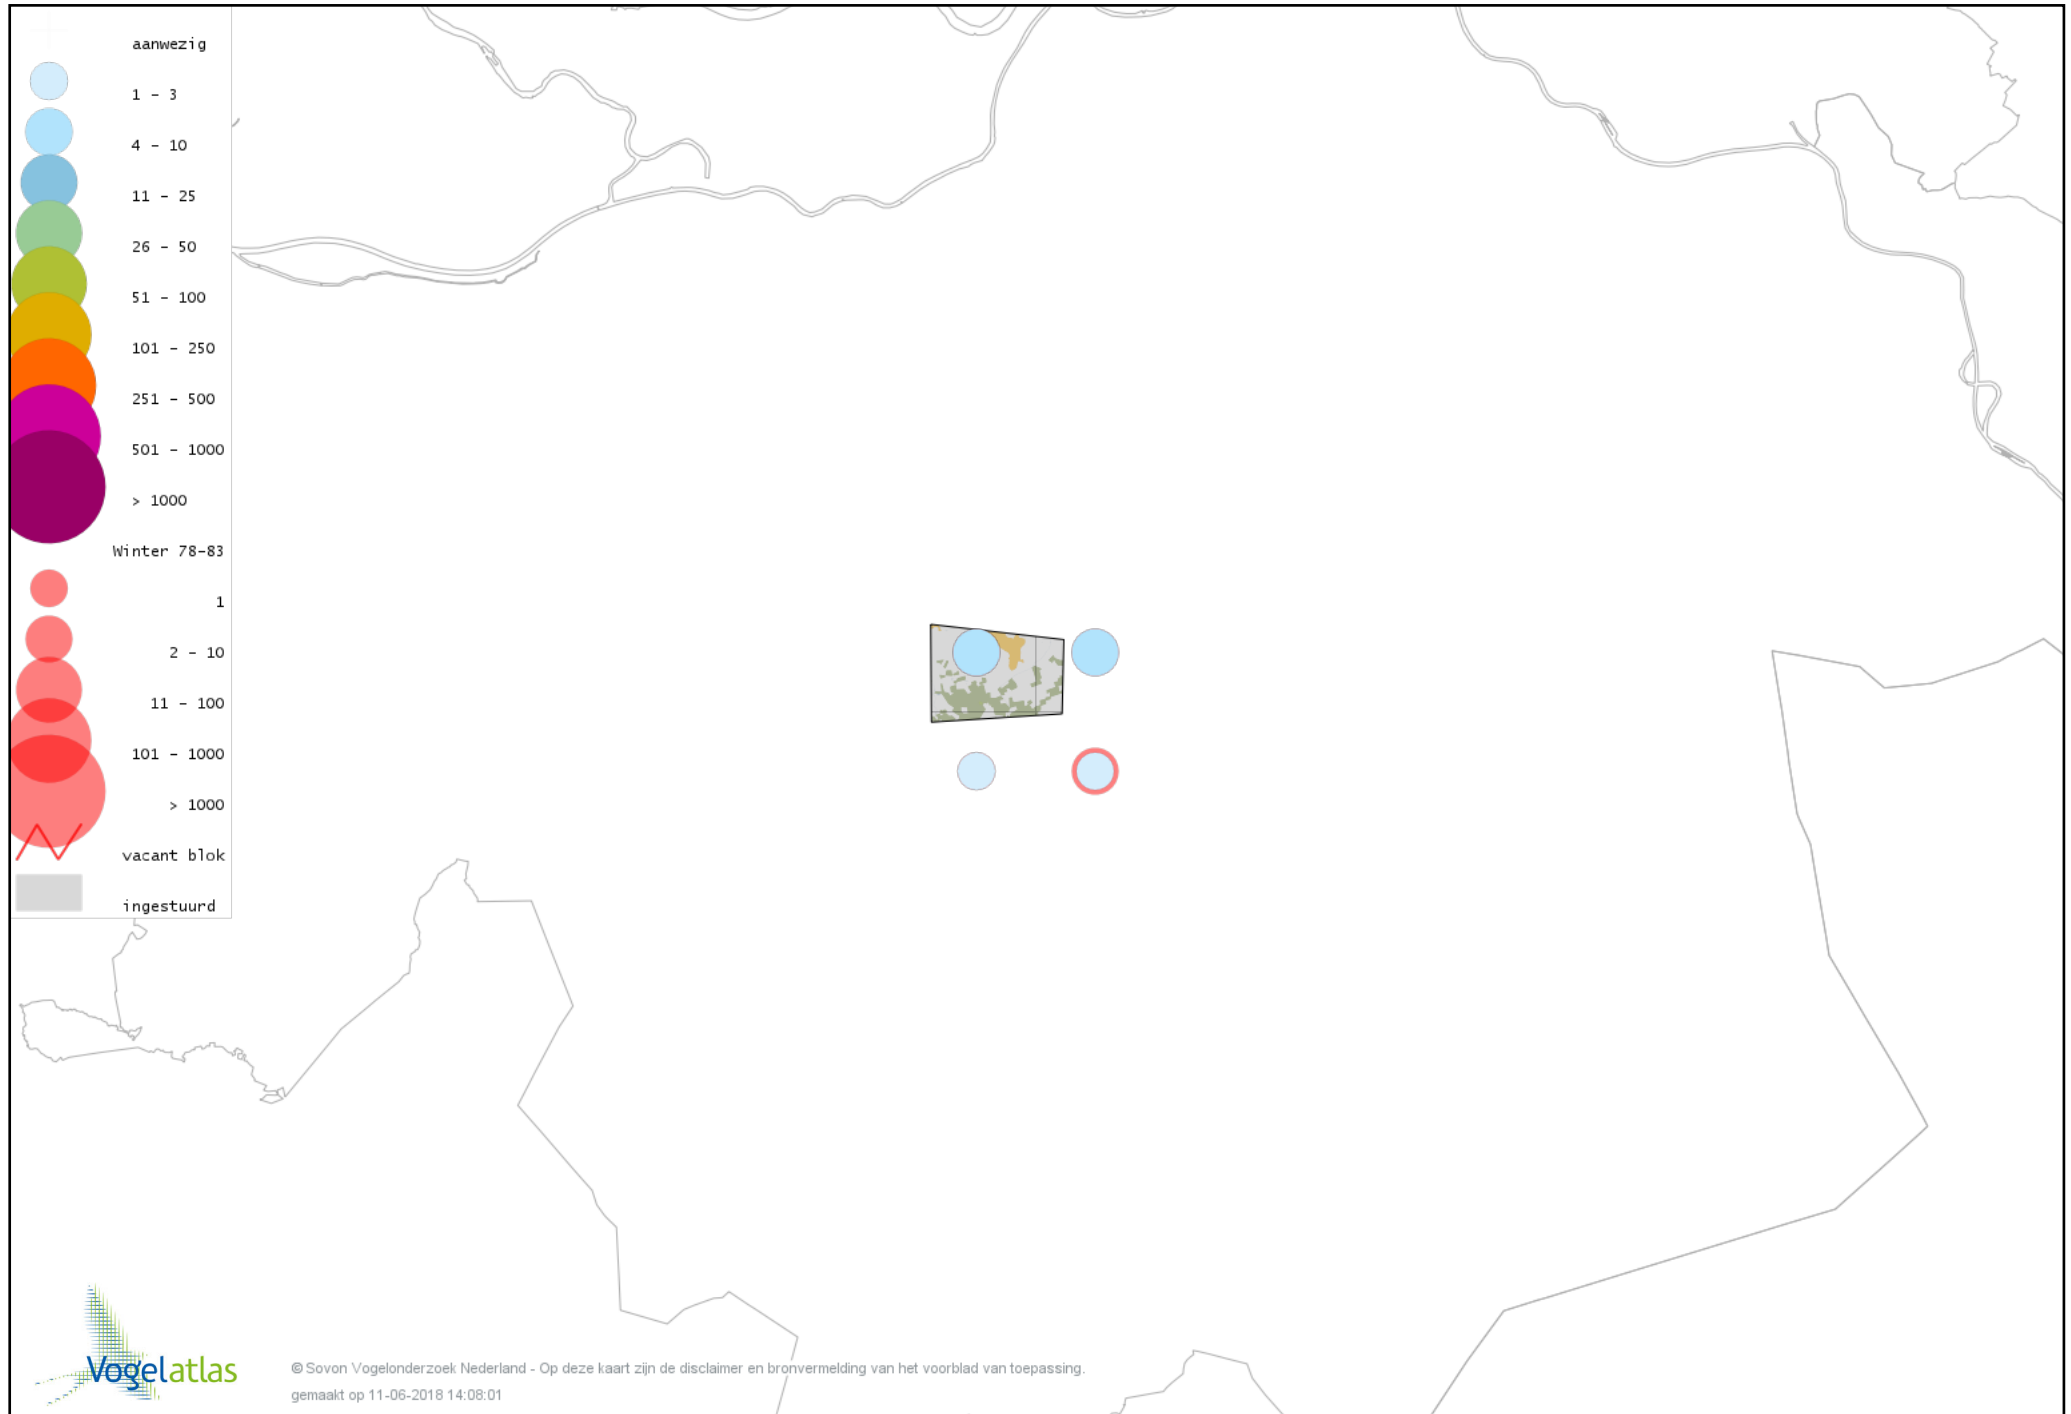 aanwezig
1 - 3
4 - 10
11 - 25
26 - 50
51 - 100
101 - 250
251 - 500
501 - 1000
> 1000
Winter 78-83
1
2 - 10
11 - 100
101 - 1000
> 1000
vacant blok
ingestuurd
Vogelatlas
© Sovon Vogelonderzoek Nederland - Op deze kaart zijn de disclaimer en bronvermelding van het voorblad van toepassing.
gemaakt op 11-06-2018 14:08:01